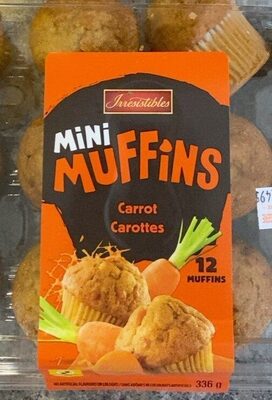 Irresistibles
MiNi
MUFFiNS
Carrot
Carottes
12
MUFFINS
336 g